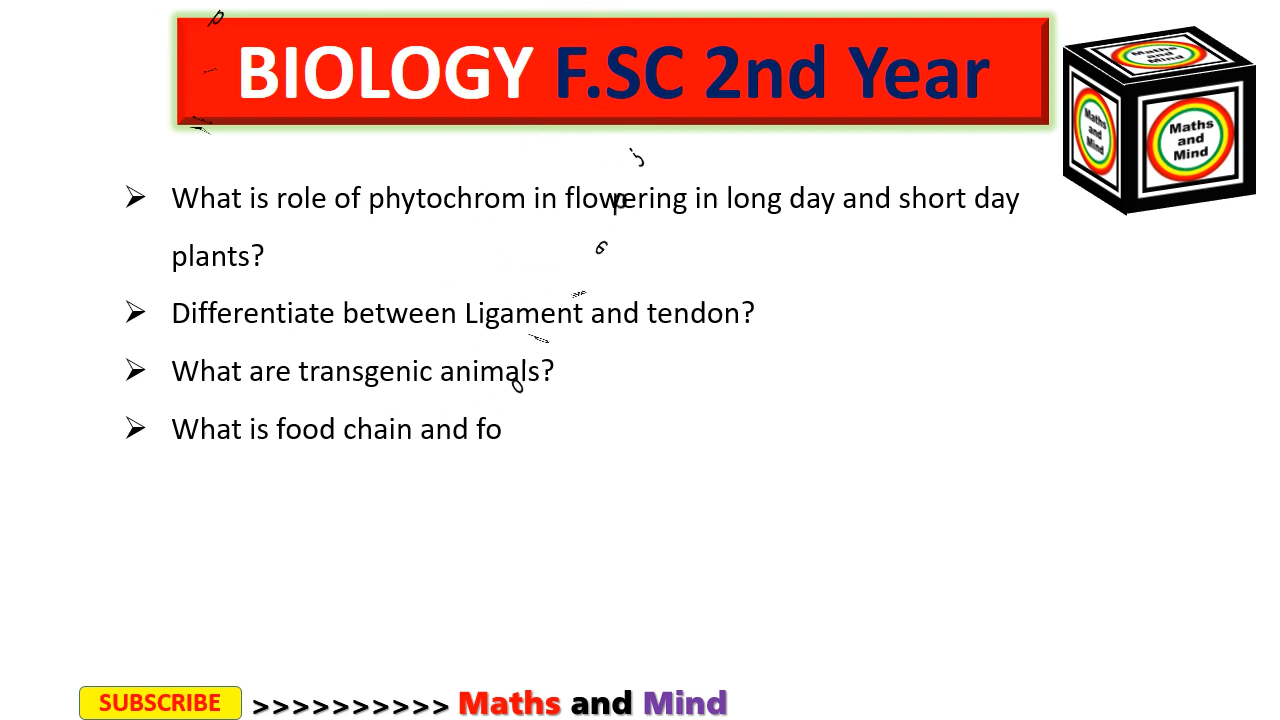 BIOLOGY F.SC 2nd Year
Maths
and
Mind
Maths
and
Mind
Maths
and
Mind
➢ What is role of phytochrom in flowering in long day and short day
plants?
➢ Differentiate between Ligament and tendon?
➢ What are transgenic animals?
➢ What is food chain and fo
SUBSCRIBE >>>>>>>>>> Maths and Mind